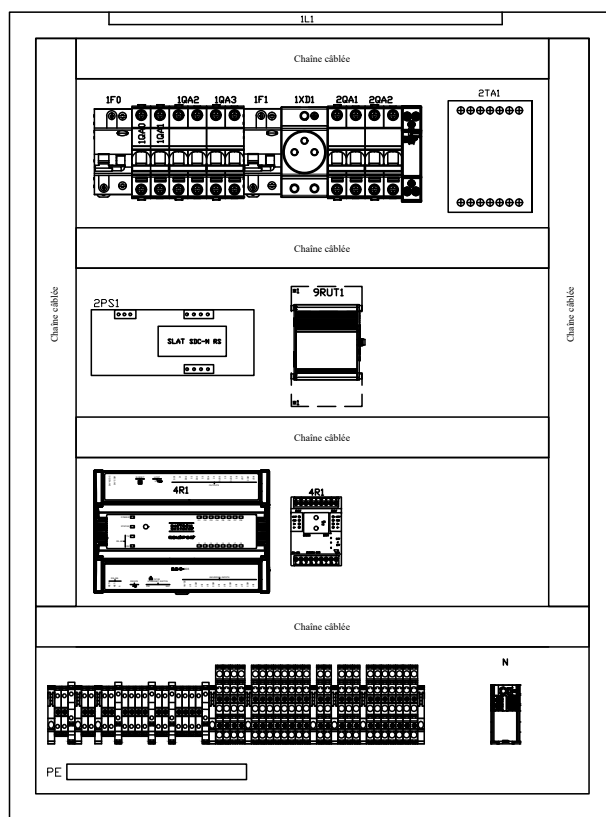 1L1
Chaîne câblée
1F0
1QA0
1QA1
1QA2
1QA3
1F1
1XD1
2QA1
2QA2
2TA1
Chaîne câblée
Chaîne câblée
Chaîne câblée
2PS1
SLAT SDC-M RS
9RUT1
Chaîne câblée
4R1
4R1
Chaîne câblée
N
PE